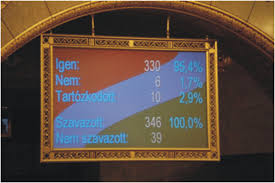 Igen: 330 95,4%
Nem: 6 1,7%
Tartózkodott: 10 2,9%
Szavazott: 346 100,0%
Nem szavazott: 39